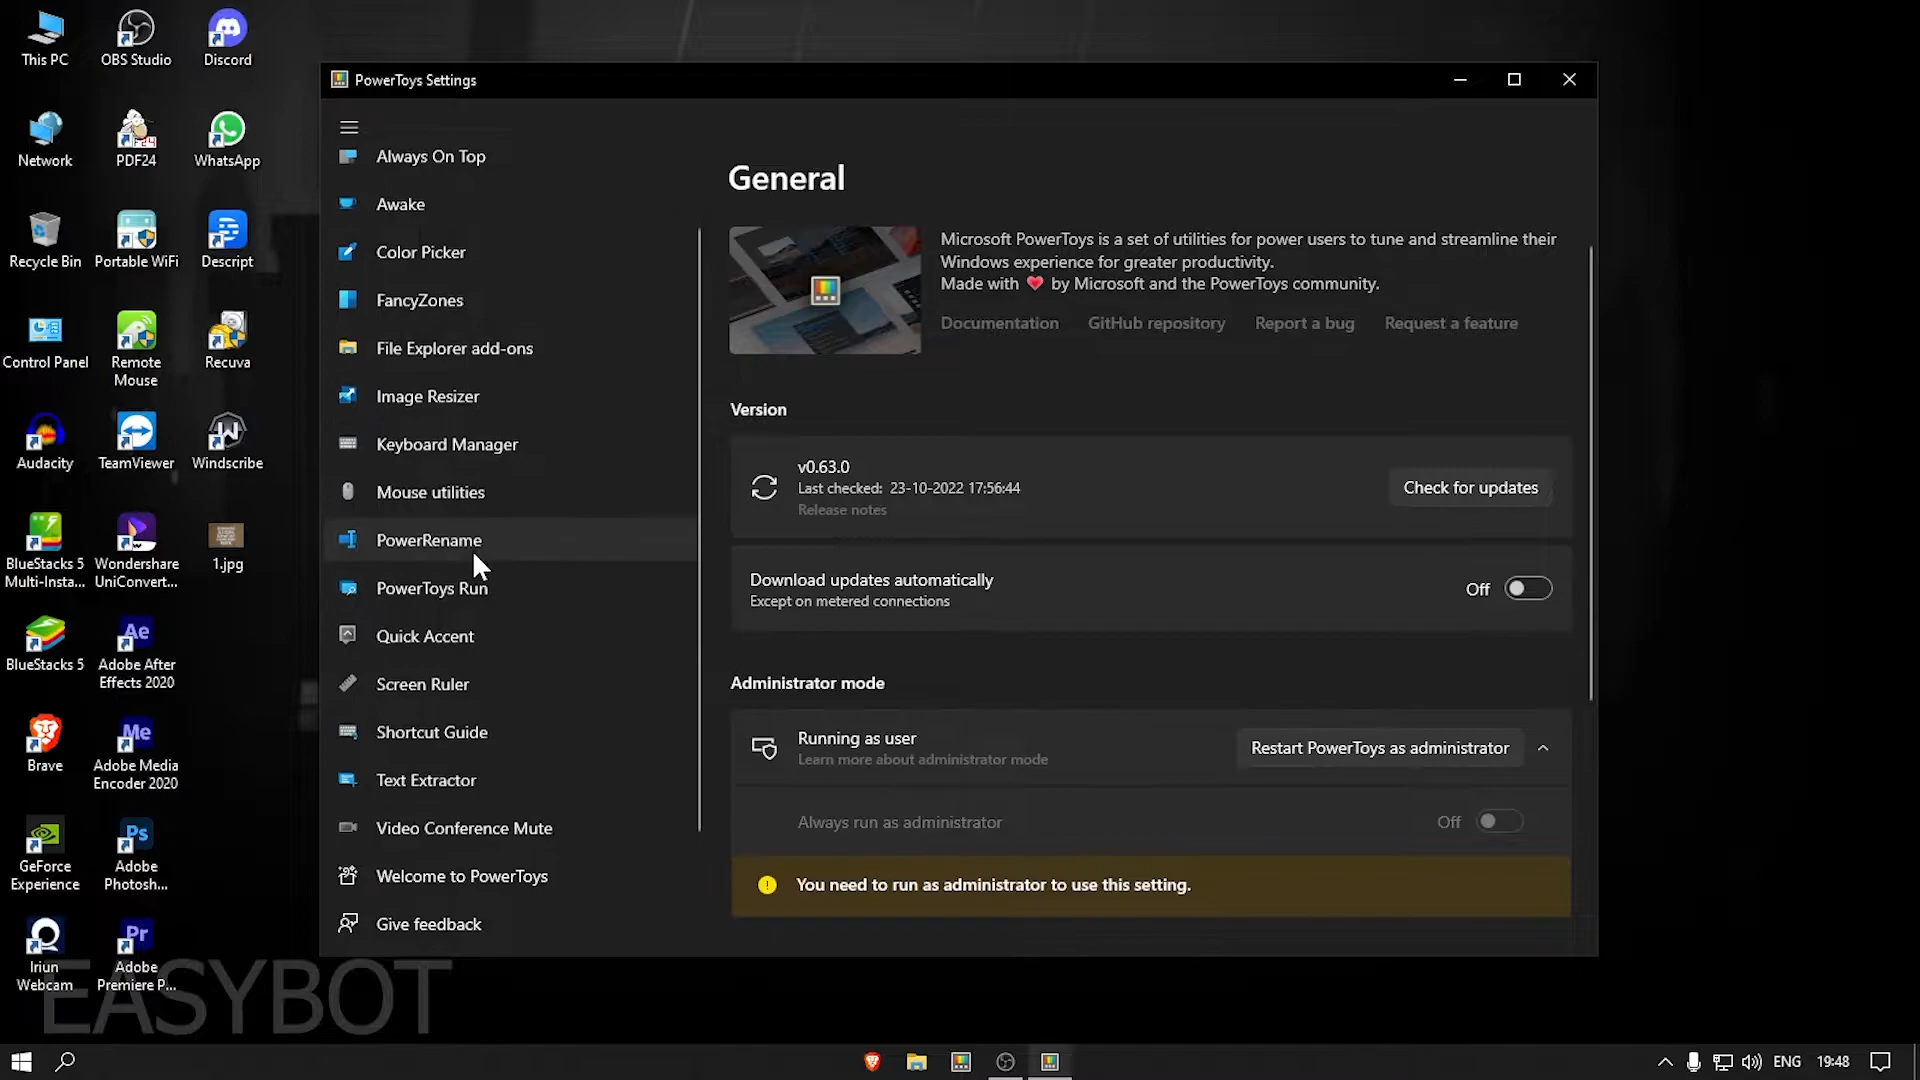 This PC
OBS Studio
Discord
Network
PDF24
WhatsApp
Recycle Bin
Portable WiFi
Descript
Control Panel
Remote
Mouse
Recuva
Audacity
TeamViewer
Windscribe
BlueStacks 5
Multi-Insta...
Wondershare
UniConvert...
1.jpg
BlueStacks 5
Adobe After
Effects 2020
Brave
Adobe Media
Encoder 2020
GeForce
Experience
Adobe
Photosh...
Iriun
Webcam
Adobe
Premiere P...
EASYBOT
PowerToys Settings
Always On Top
Awake
Color Picker
FancyZones
File Explorer add-ons
Image Resizer
Keyboard Manager
Mouse utilities
PowerRename
PowerToys Run
Quick Accent
Screen Ruler
Shortcut Guide
Text Extractor
Video Conference Mute
Welcome to PowerToys
Give feedback
General
Microsoft PowerToys is a set of utilities for power users to tune and streamline their
Windows experience for greater productivity.
Made with ❤ by Microsoft and the PowerToys community.
Documentation GitHub repository Report a bug Request a feature
Version
v0.63.0
Last checked: 23-10-2022 17:56:44
Release notes
Check for updates
Download updates automatically
Except on metered connections
Off
Administrator mode
Running as user
Learn more about administrator mode
Restart PowerToys as administrator
Always run as administrator
Off
You need to run as administrator to use this setting.
ENG
19:48